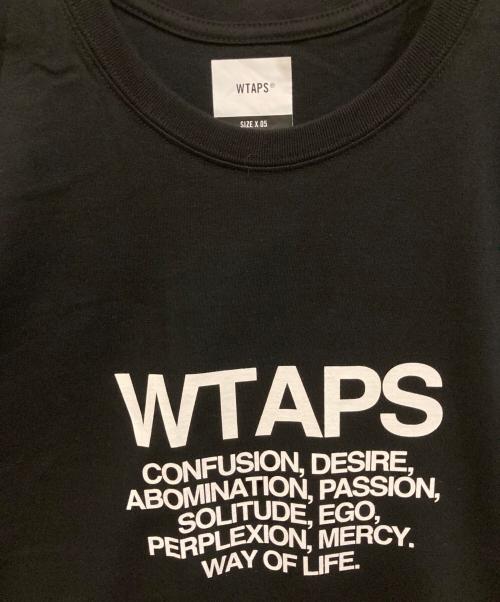 WTAPS®
SIZE X 05
WTAPS
CONFUSION, DESIRE,
ABOMINATION, PASSION,
SOLITUDE, EGO,
PERPLEXION, MERCY.
WAY OF LIFE.